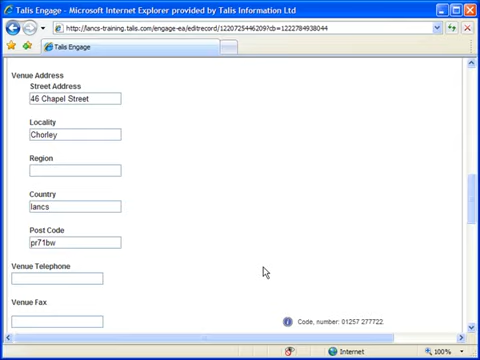 Talis Engage - Microsoft Internet Explorer provided by Talis Information Ltd
http://lancs-training.talis.com/engage-ea/editrecord/1220725446209?cb=1222784938044
Talis Engage
Venue Address
Street Address
46 Chapel Street
Locality
Chorley
Region
Country
lancs
Post Code
pr71bw
Venue Telephone
Venue Fax
Code, number: 01257 277722.
Internet
100%